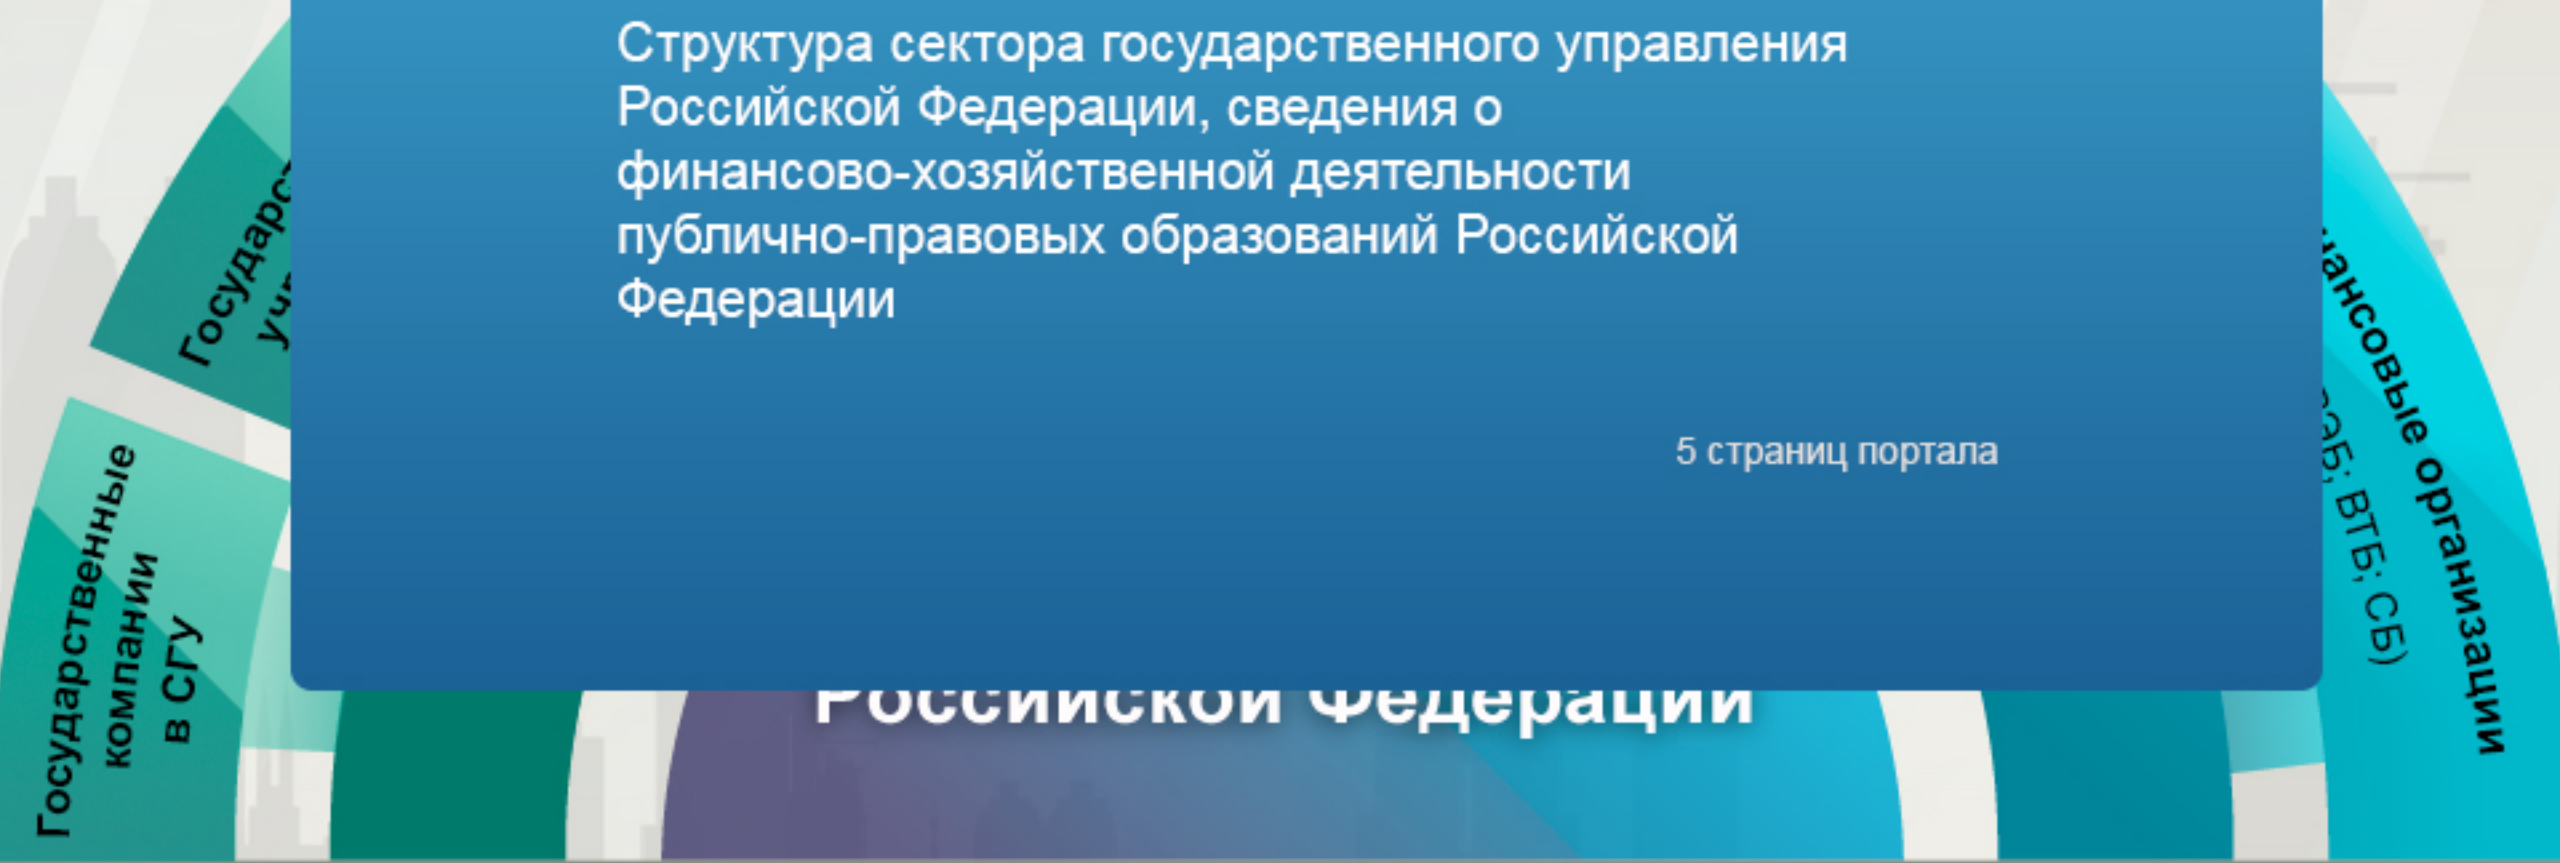 Структура сектора государственного управления
Российской Федерации, сведения о
финансово-хозяйственной деятельности
публично-правовых образований Российской
Федерации
5 страниц портала
Государственные
компании
в СГУ
организации
ВТБ; СБ)
Российской Федерации